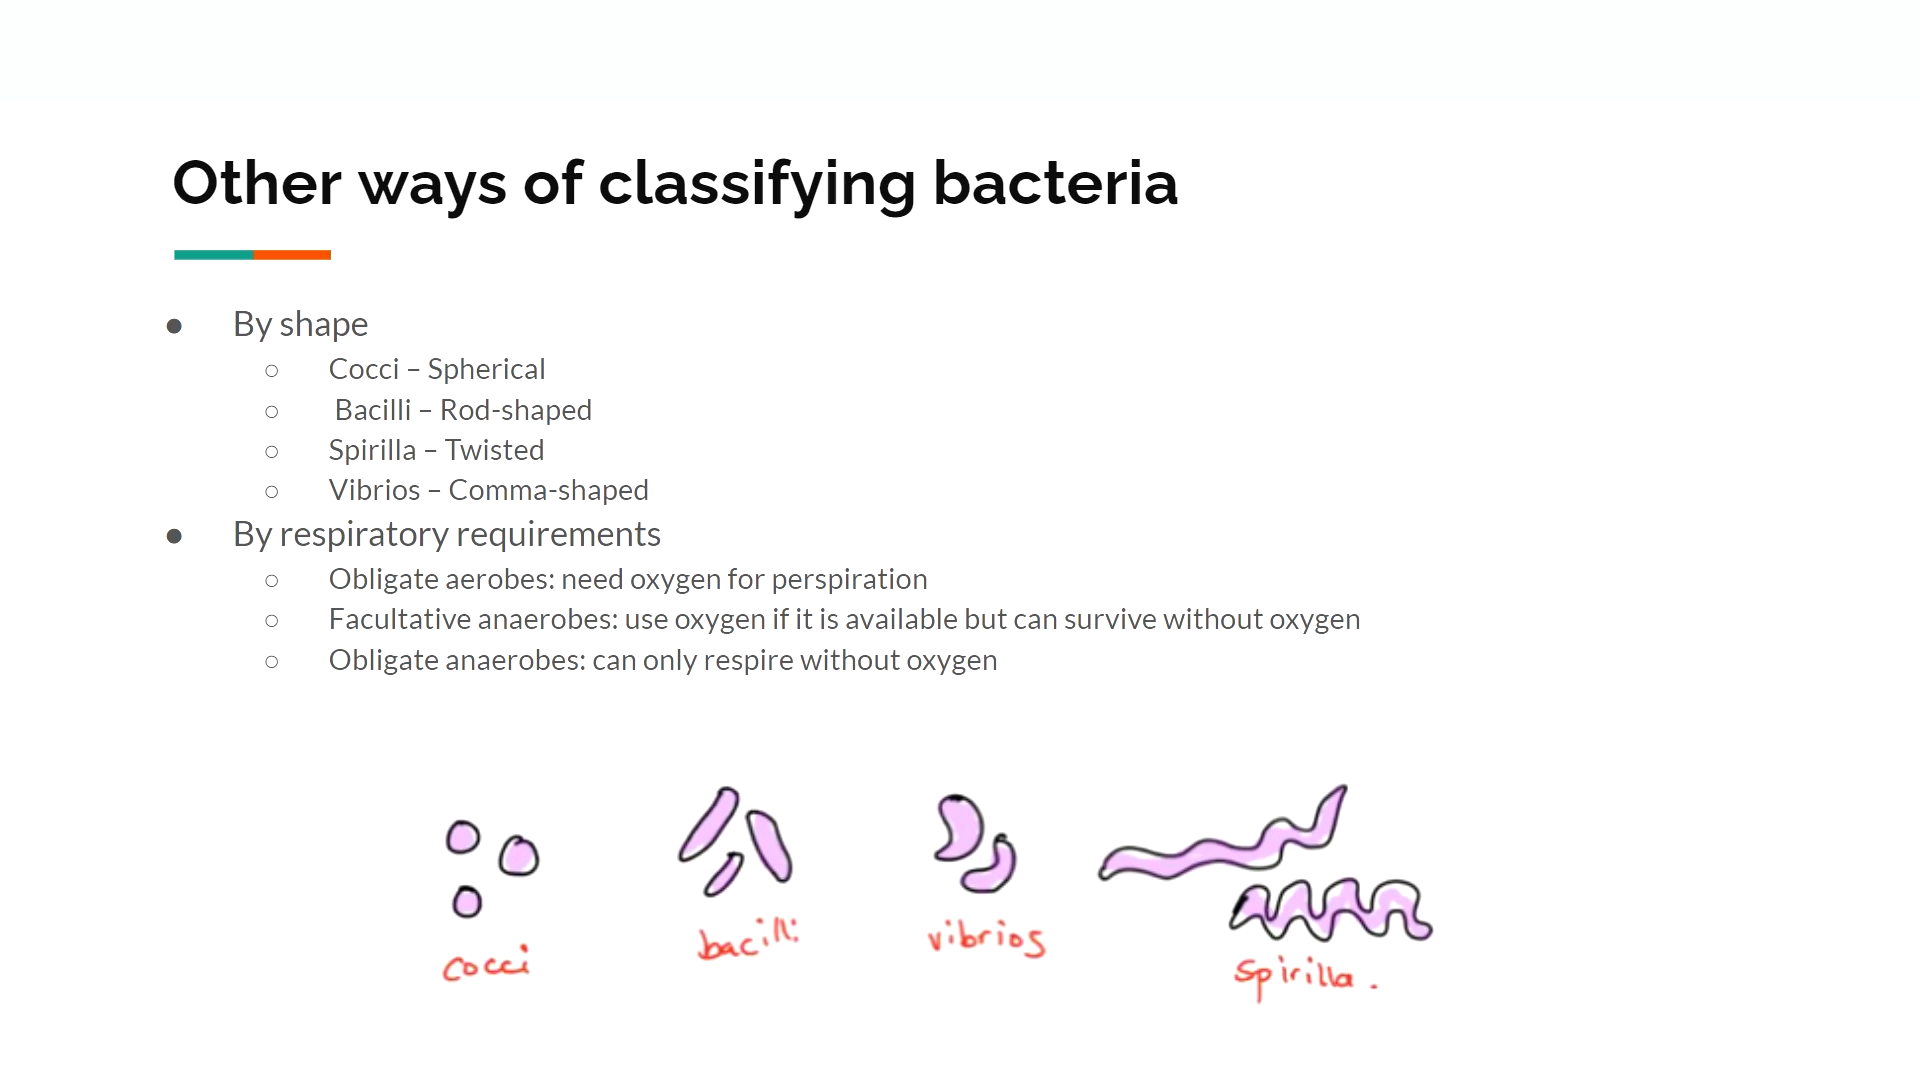 Other ways of classifying bacteria
● By shape
○ Cocci – Spherical
○ Bacilli – Rod-shaped
○ Spirilla – Twisted
○ Vibrios – Comma-shaped
● By respiratory requirements
○ Obligate aerobes: need oxygen for perspiration
○ Facultative anaerobes: use oxygen if it is available but can survive without oxygen
○ Obligate anaerobes: can only respire without oxygen
cocci
bacilli
vibrios
spirilla.